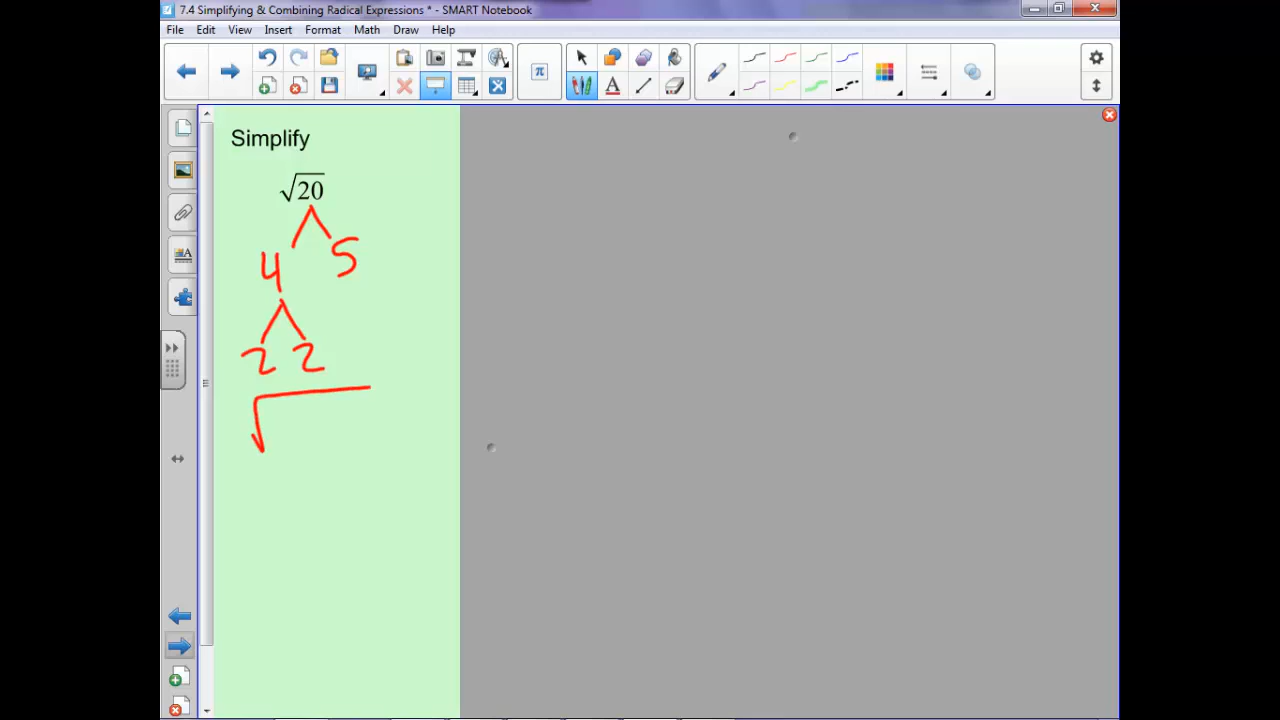 7.4 Simplifying & Combining Radical Expressions * - SMART Notebook
File Edit View Insert Format Math Draw Help
π
A
Simplify
√20
4 5
2 2
√